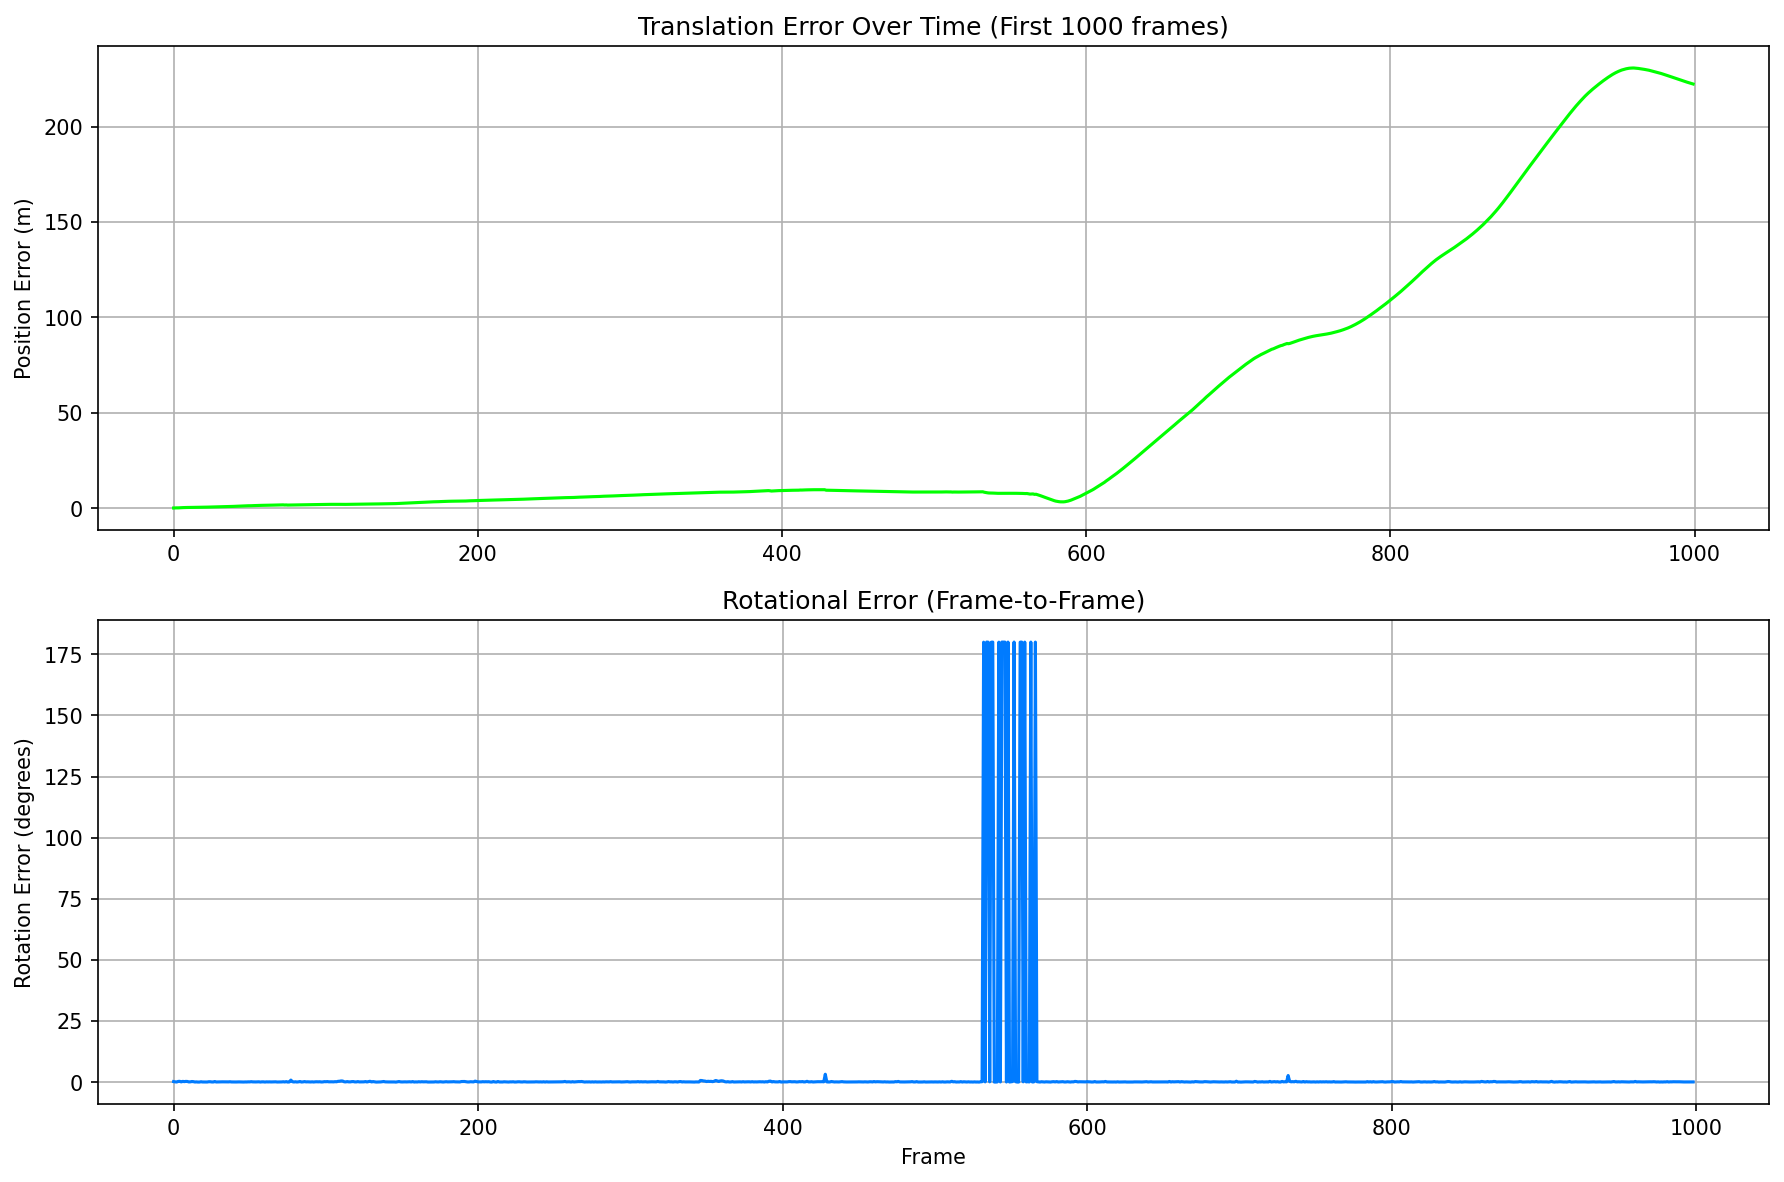 Translation Error Over Time (First 1000 frames)
Position Error (m)
200
150
100
50
0
0 200 400 600 800 1000
Rotational Error (Frame-to-Frame)
Rotation Error (degrees)
175
150
125
100
75
50
25
0
0 200 400 600 800 1000
Frame